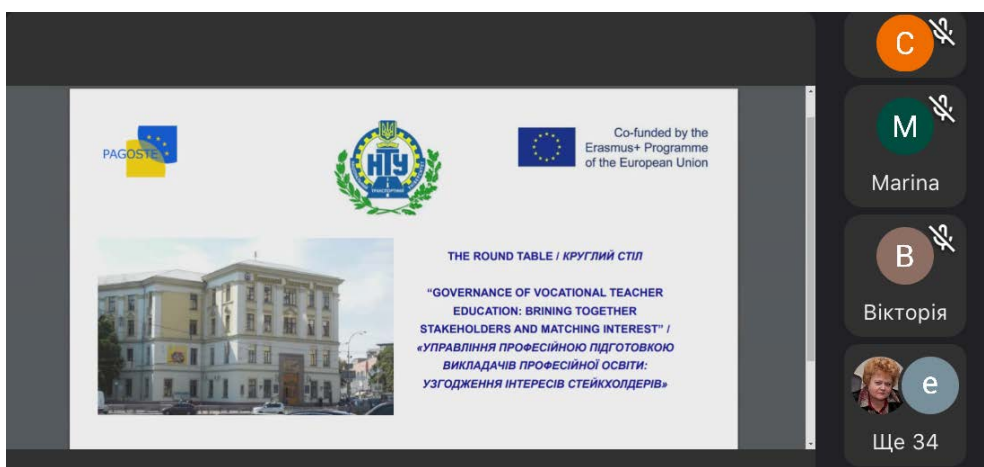 PAGOSTE
НТУ
ТРАНСПОРТНИЙ
Co-funded by the
Erasmus+ Programme
of the European Union
THE ROUND TABLE / КРУГЛИЙ СТІЛ
“GOVERNANCE OF VOCATIONAL TEACHER
EDUCATION: BRINING TOGETHER
STAKEHOLDERS AND MATCHING INTEREST” /
«УПРАВЛІННЯ ПРОФЕСІЙНОЮ ПІДГОТОВКОЮ
ВИКЛАДАЧІВ ПРОФЕСІЙНОЇ ОСВІТИ:
УЗГОДЖЕННЯ ІНТЕРЕСІВ СТЕЙКХОЛДЕРІВ»
C
M
Marina
В
Вікторія
e
Ще 34